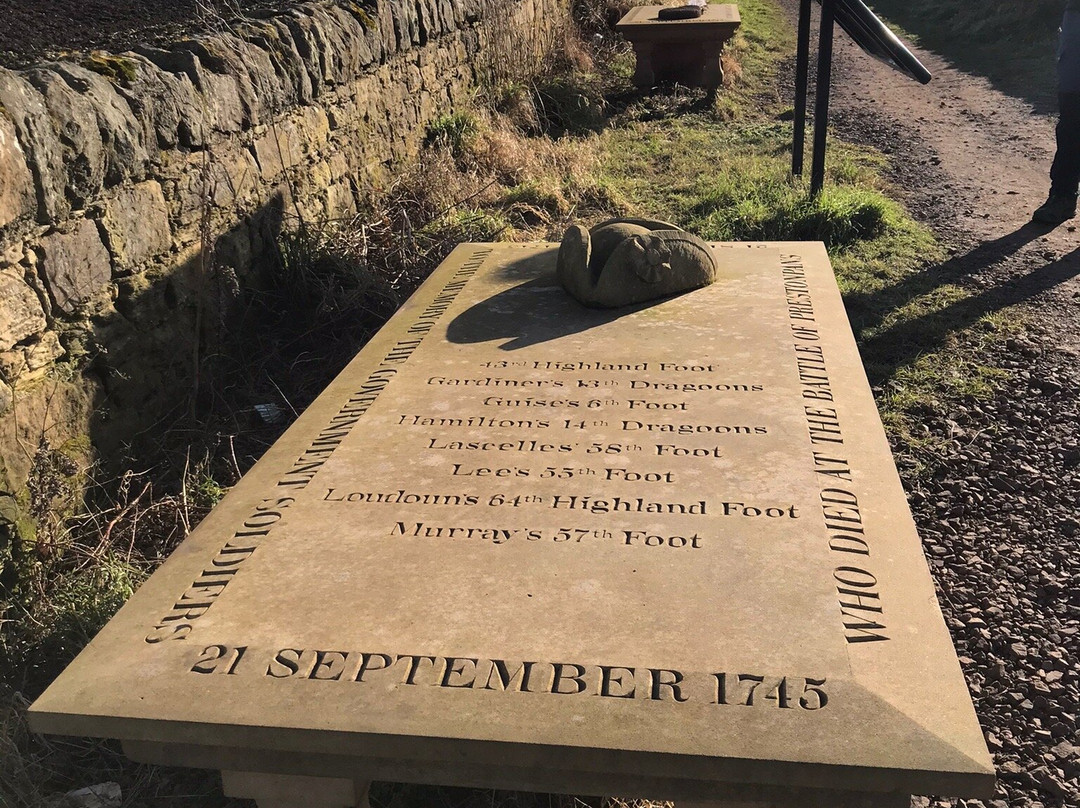 43rd Highland Foot
Gardiner's 13th Dragoons
Guise's 6th Foot
Hamilton's 14th Dragoons
Lascelles' 58th Foot
Lee's 55th Foot
Loudoun's 64th Highland Foot
Murray's 57th Foot
OF THE GOVERNMENT SOLDIERS
WHO DIED AT THE BATTLE OF PRESTONPANS
21 SEPTEMBER 1745